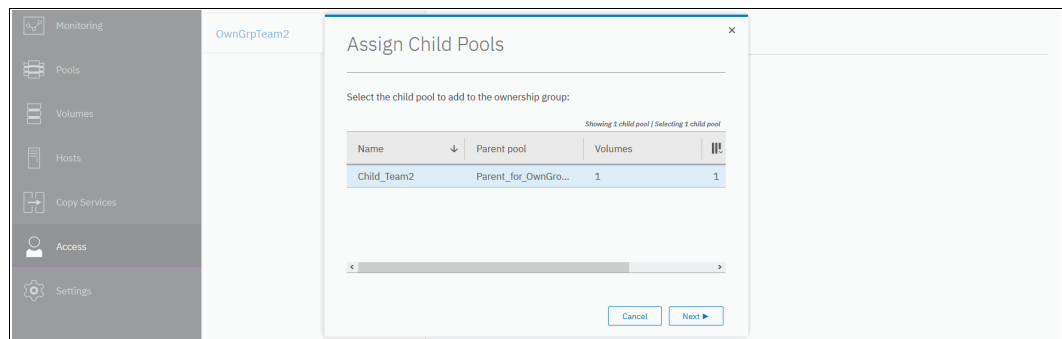 Monitoring
Pools
Volumes
Hosts
Copy Services
Access
Settings
OwnGrpTeam2
Assign Child Pools
Select the child pool to add to the ownership group:
Showing 1 child pool | Selecting 1 child pool
Name Parent pool Volumes
Child_Team2 Parent_for_OwnGro... 1 1
Cancel Next